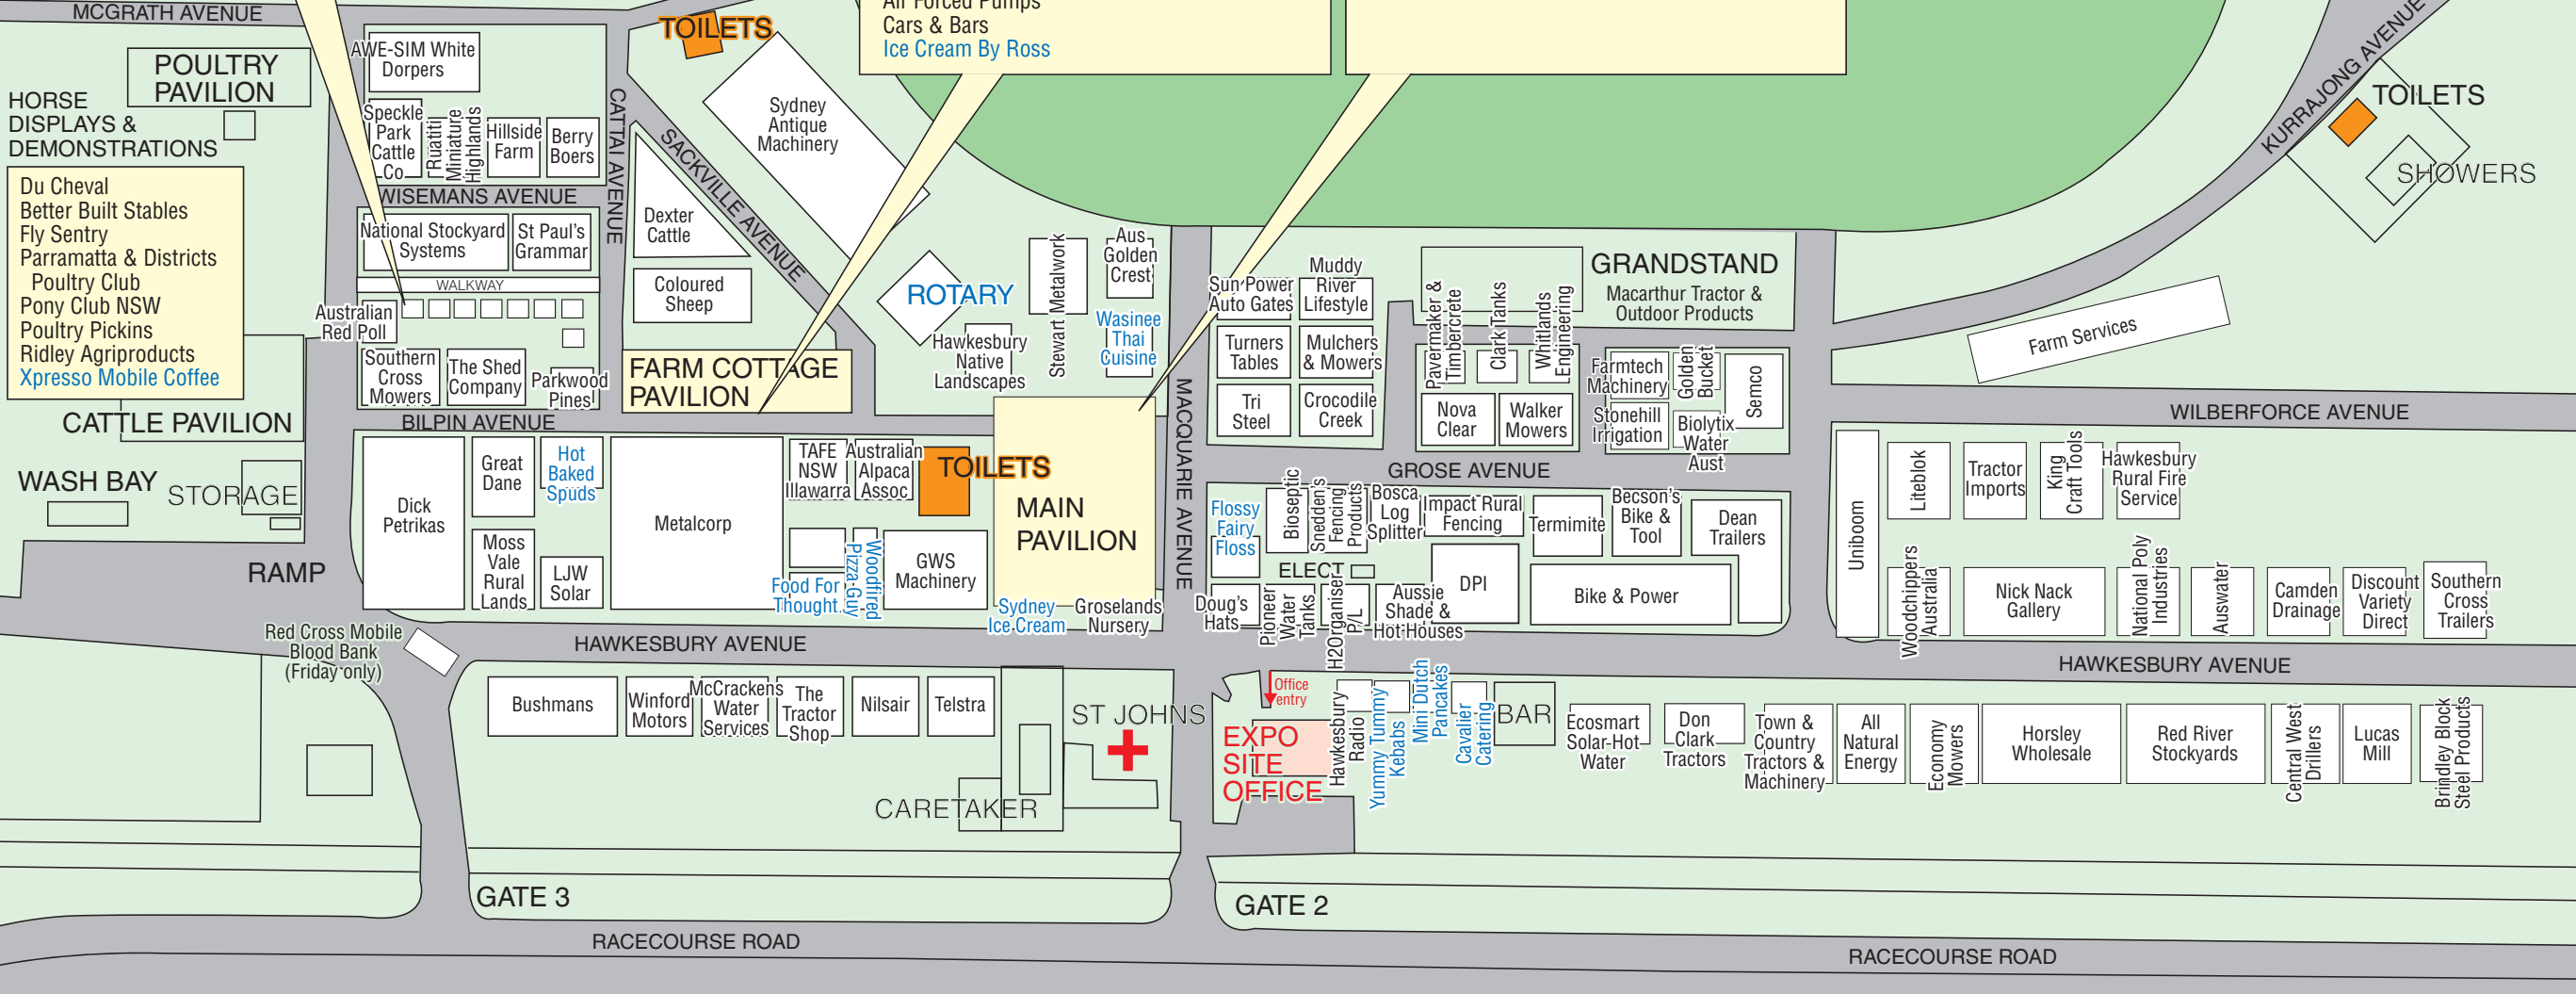 MCGRATH AVENUE
POULTRY
PAVILION
HORSE
DISPLAYS &
DEMONSTRATIONS
Du Cheval
Better Built Stables
Fly Sentry
Parramatta & Districts
Poultry Club
Pony Club NSW
Poultry Pickins
Ridley Agriproducts
Xpresso Mobile Coffee
CATTLE PAVILION
WASH BAY
STORAGE
RAMP
Red Cross Mobile
Blood Bank
(Friday only)
AWE-SIM White
Dorpers
Speckle
Park
Cattle
Co
Ruatiti
Miniature
Highlands
Hillside
Farm
Berry
Boers
WISEMANS AVENUE
CATTAI AVENUE
National Stockyard
Systems
St Paul's
Grammar
WALKWAY
Australian
Red Poll
Southern
Cross
Mowers
The Shed
Company
Parkwood
Pines
BILPIN AVENUE
TOILETS
Sydney
Antique
Machinery
SACKVILLE AVENUE
Dexter
Cattle
Coloured
Sheep
FARM COTTAGE
PAVILION
Air Forced Pumps
Cars & Bars
Ice Cream By Ross
ROTARY
Hawkesbury
Native
Landscapes
Stewart Metalwork
Aus
Golden
Crest
Wasinee
Thai
Cuisine
Dick
Petrikas
Great
Dane
Hot
Baked
Spuds
Moss
Vale
Rural
Lands
LJW
Solar
Metalcorp
TAFE
NSW
Illawarra
Australian
Alpaca
Assoc
TOILETS
Food For
Thought
Woodfired
Pizza Guy
GWS
Machinery
MAIN
PAVILION
Sydney
Ice Cream
Groselands
Nursery
MACQUARIE AVENUE
HAWKESBURY AVENUE
Sun Power
Auto Gates
Muddy
River
Lifestyle
Turners
Tables
Mulchers
& Mowers
Tri
Steel
Crocodile
Creek
GRANDSTAND
Macarthur Tractor &
Outdoor Products
Pavermaker &
Timbercrete
Clark Tanks
Whitlands
Engineering
Nova
Clear
Walker
Mowers
Farmtech
Machinery
Golden
Bucket
Semco
Stonehill
Irrigation
Biolytix
Water
Aust
GROSE AVENUE
Flossy
Fairy
Floss
Bioseptic
Snedden's
Fencing
Products
Bosca
Log
Splitter
Impact Rural
Fencing
Termimite
Becson's
Bike &
Tool
Dean
Trailers
ELECT
Doug's
Hats
Pioneer
Water
Tanks
H2Organiser
P/L
Aussie
Shade &
Hot Houses
DPI
Bike & Power
KURRAJONG AVENUE
TOILETS
SHOWERS
Farm Services
WILBERFORCE AVENUE
Uniboom
Liteblok
Tractor
Imports
King
Craft Tools
Hawkesbury
Rural Fire
Service
Woodchippers
Australia
Nick Nack
Gallery
National Poly
Industries
Auswater
Camden
Drainage
Discount
Variety
Direct
Southern
Cross
Trailers
HAWKESBURY AVENUE
Bushmans
Winford
Motors
McCrackens
Water
Services
The
Tractor
Shop
Nilsair
Telstra
ST JOHNS
CARETAKER
Office
entry
EXPO
SITE
OFFICE
Hawkesbury
Radio
Yummy Tummy
Kebabs
Mini Dutch
Pancakes
Cavalier
Catering
BAR
Ecosmart
Solar Hot
Water
Don
Clark
Tractors
Town &
Country
Tractors &
Machinery
All
Natural
Energy
Economy
Mowers
Horsley
Wholesale
Red River
Stockyards
Central West
Drillers
Lucas
Mill
Brindley Block
Steel Products
GATE 3
GATE 2
RACECOURSE ROAD
RACECOURSE ROAD